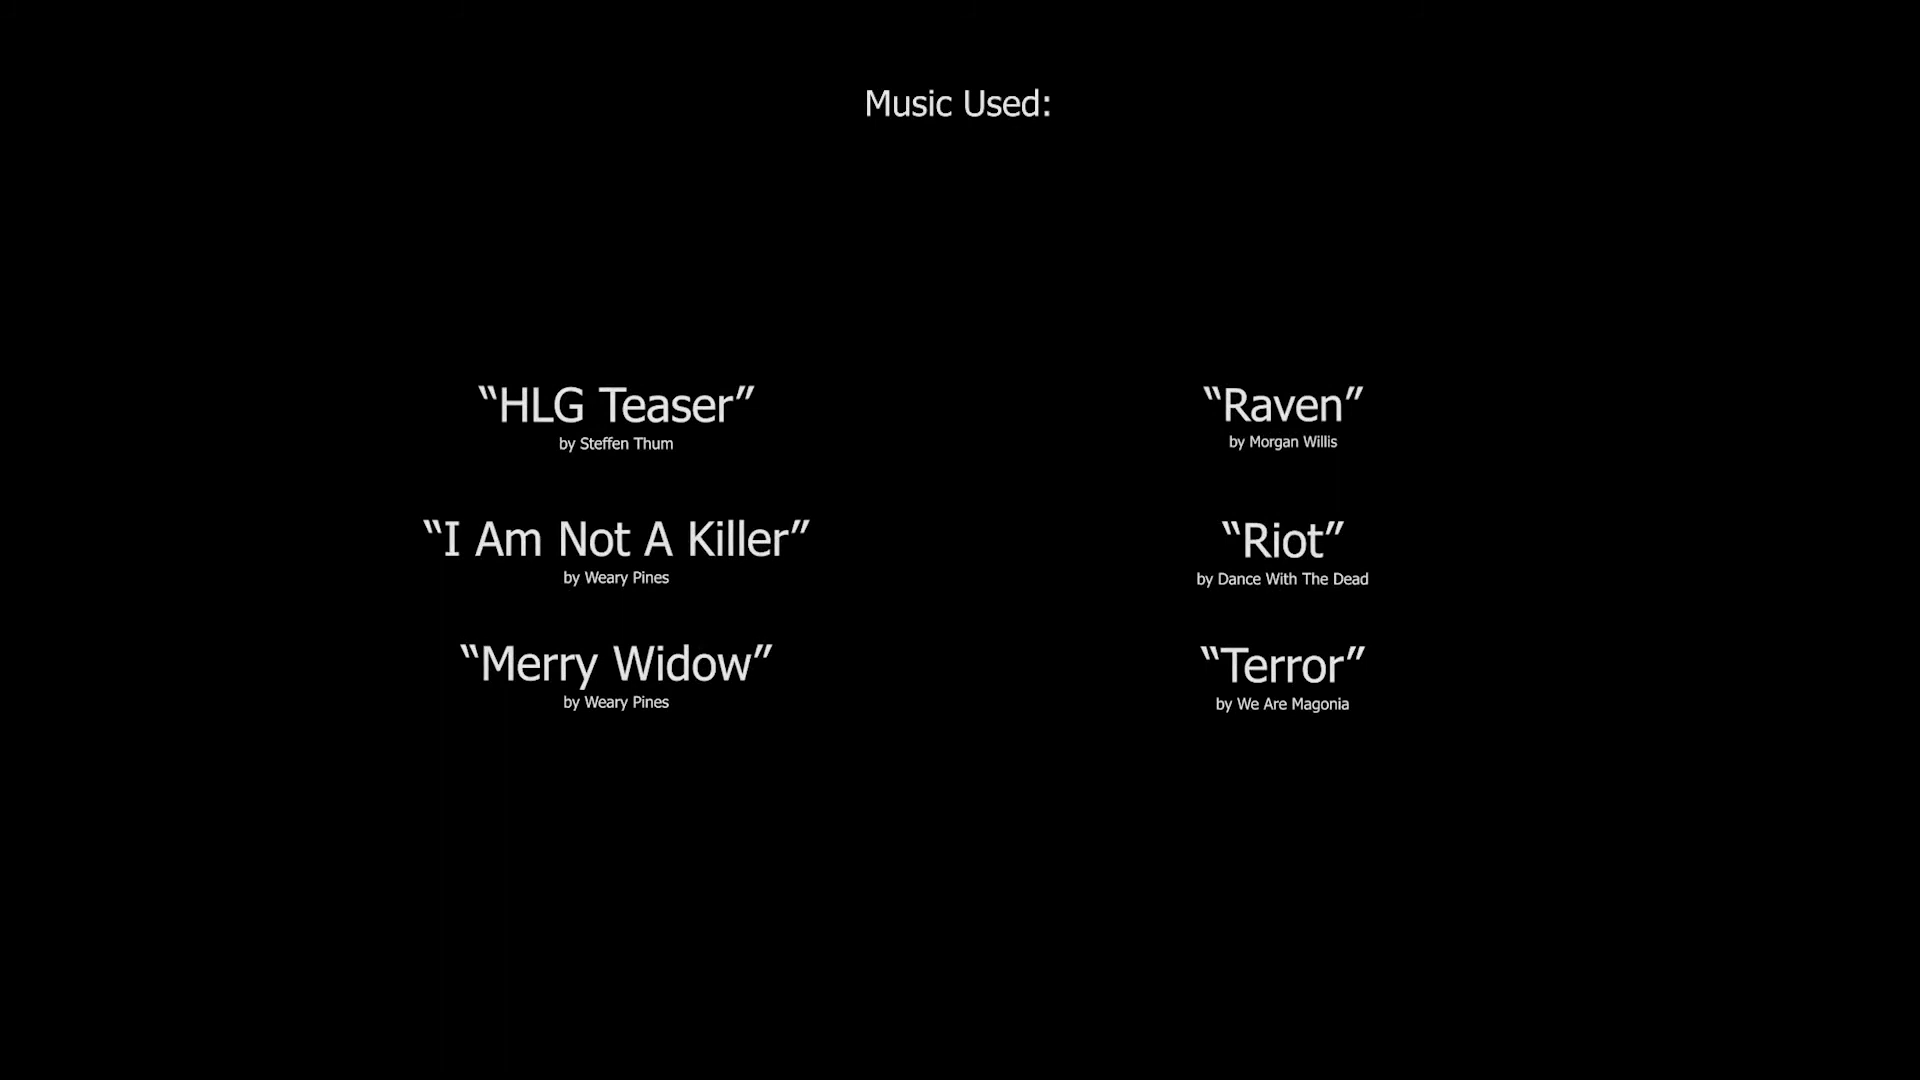 Music Used:
“HLG Teaser”
by Steffen Thum
“I Am Not A Killer”
by Weary Pines
“Merry Widow”
by Weary Pines
“Raven”
by Morgan Willis
“Riot”
by Dance With The Dead
“Terror”
by We Are Magonia